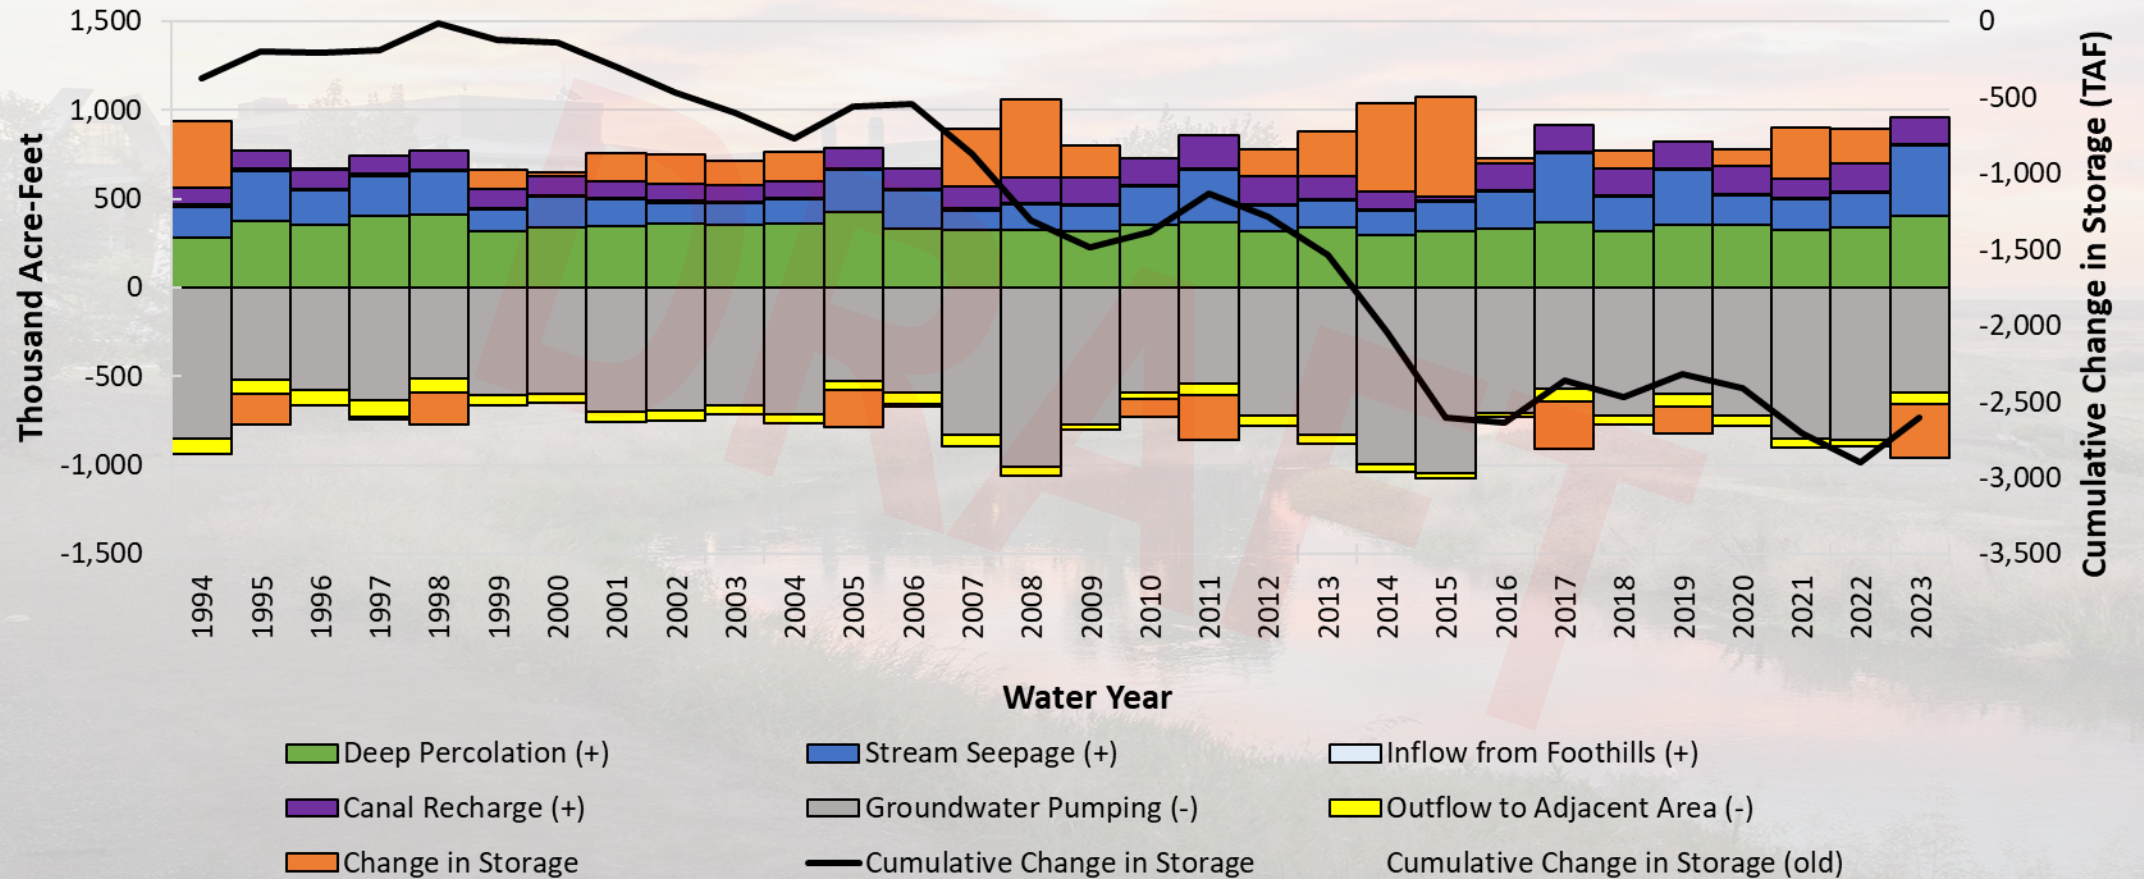 1,500
1,000
500
0
-500
-1,000
-1,500
Thousand Acre-Feet
0
-500
-1,000
-1,500
-2,000
-2,500
-3,000
-3,500
Cumulative Change in Storage (TAF)
DRAFT
1994 1995 1996 1997 1998 1999 2000 2001 2002 2003 2004 2005 2006 2007 2008 2009 2010 2011 2012 2013 2014 2015 2016 2017 2018 2019 2020 2021 2022 2023
Water Year
Deep Percolation (+) Stream Seepage (+) Inflow from Foothills (+)
Canal Recharge (+) Groundwater Pumping (-) Outflow to Adjacent Area (-)
Change in Storage Cumulative Change in Storage Cumulative Change in Storage (old)